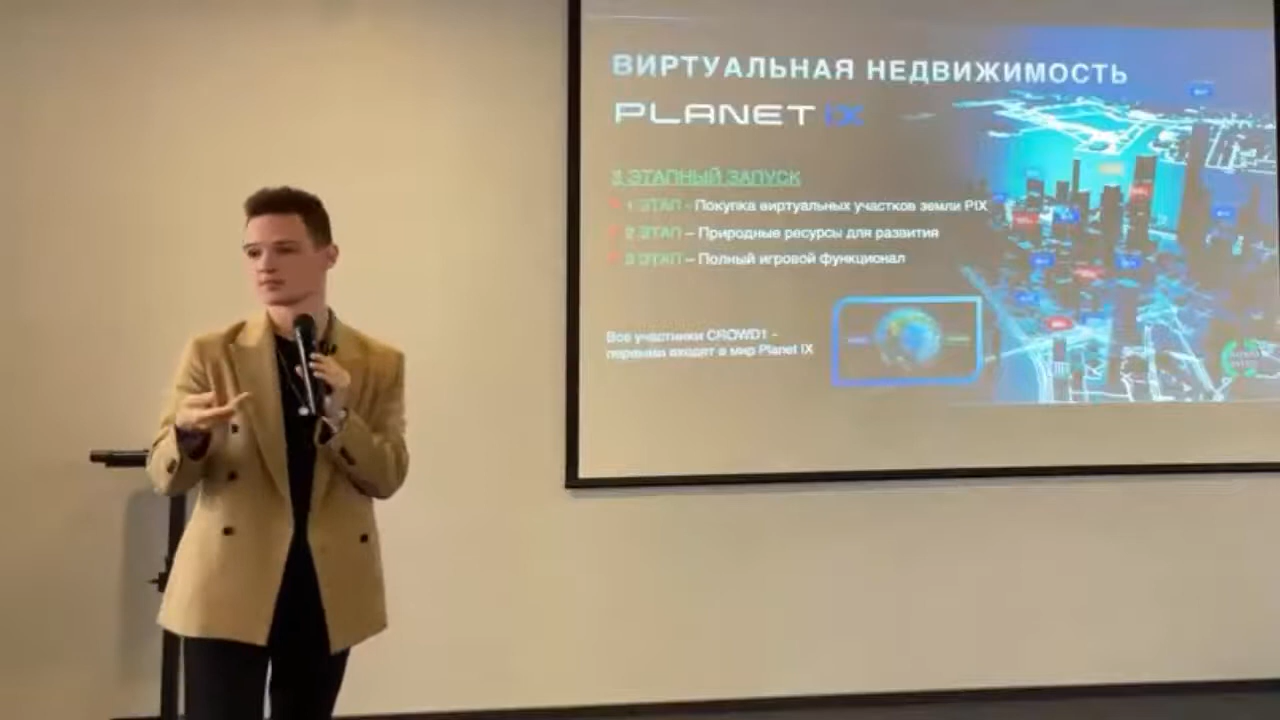 ВИРТУАЛЬНАЯ НЕДВИЖИМОСТЬ
PLANET IX
3 ЭТАПНЫЙ ЗАПУСК
1 ЭТАП - Покупка виртуальных участков земли PIX
2 ЭТАП – Природные ресурсы для развития
3 ЭТАП – Полный игровой функционал
Все участники CROWD1 -
первыми входят в мир Planet IX